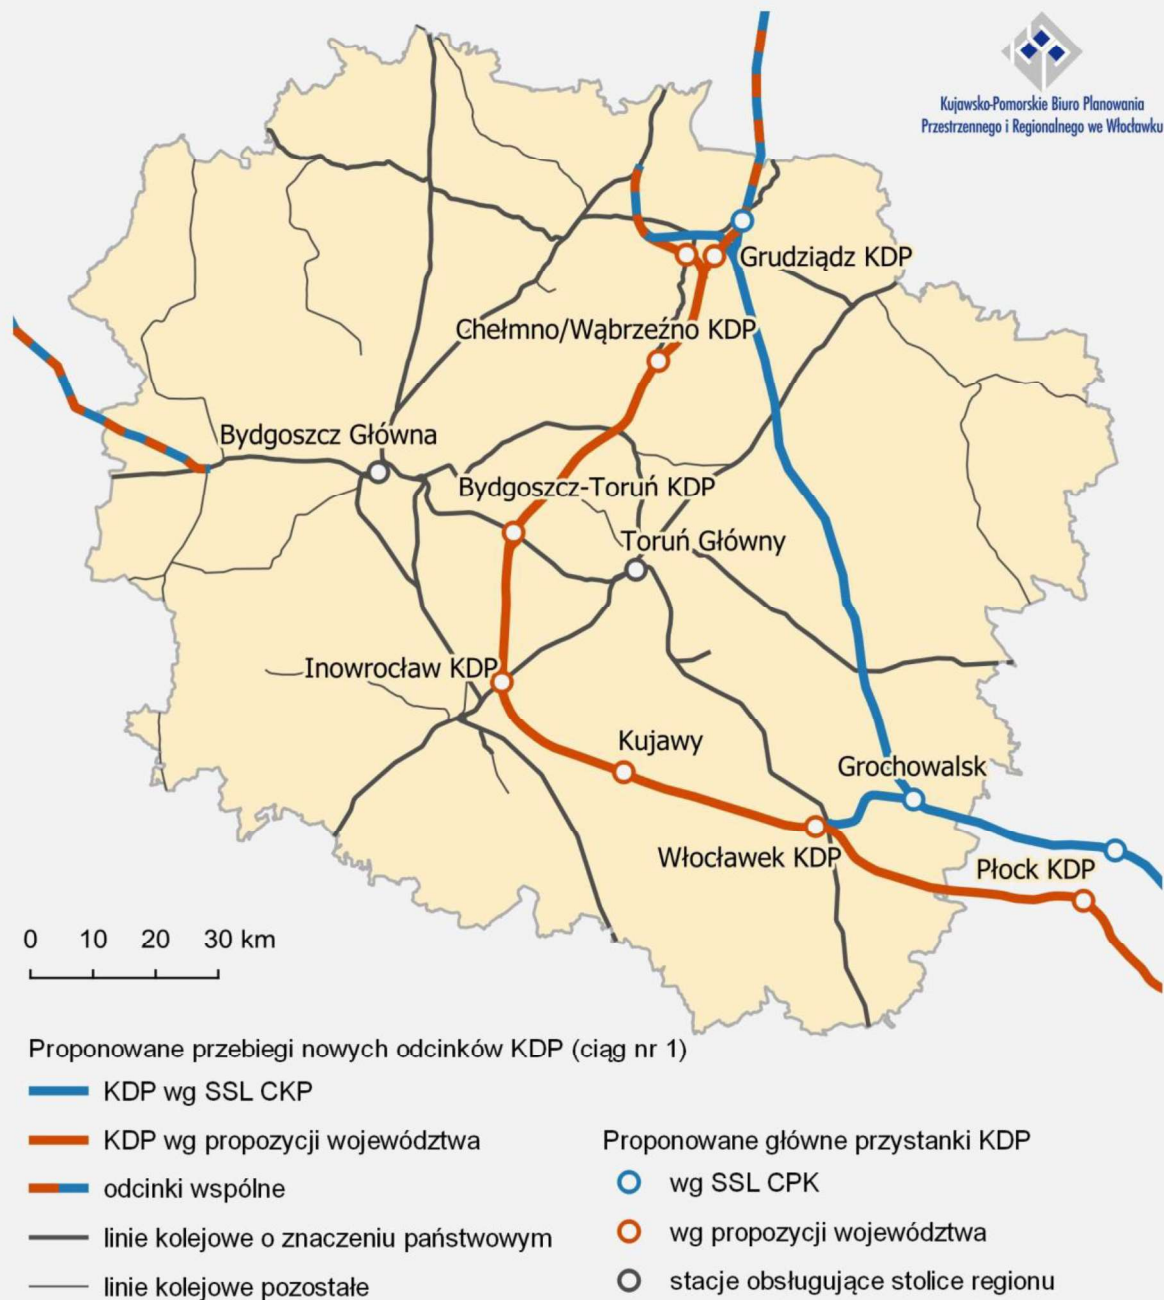 Kujawsko-Pomorskie Biuro Planowania
Przestrzennego i Regionalnego we Włocławku
Grudziądz KDP
Chełmno/Wąbrzeźno KDP
Bydgoszcz Główna
Bydgoszcz-Toruń KDP
Toruń Główny
Inowrocław KDP
Kujawy
Grochowalsk
Włocławek KDP
Płock KDP
0 10 20 30 km
Proponowane przebiegi nowych odcinków KDP (ciąg nr 1)
KDP wg SSL CKP
KDP wg propozycji województwa
odcinki wspólne
linie kolejowe o znaczeniu państwowym
linie kolejowe pozostałe
Proponowane główne przystanki KDP
wg SSL CPK
wg propozycji województwa
stacje obsługujące stolice regionu